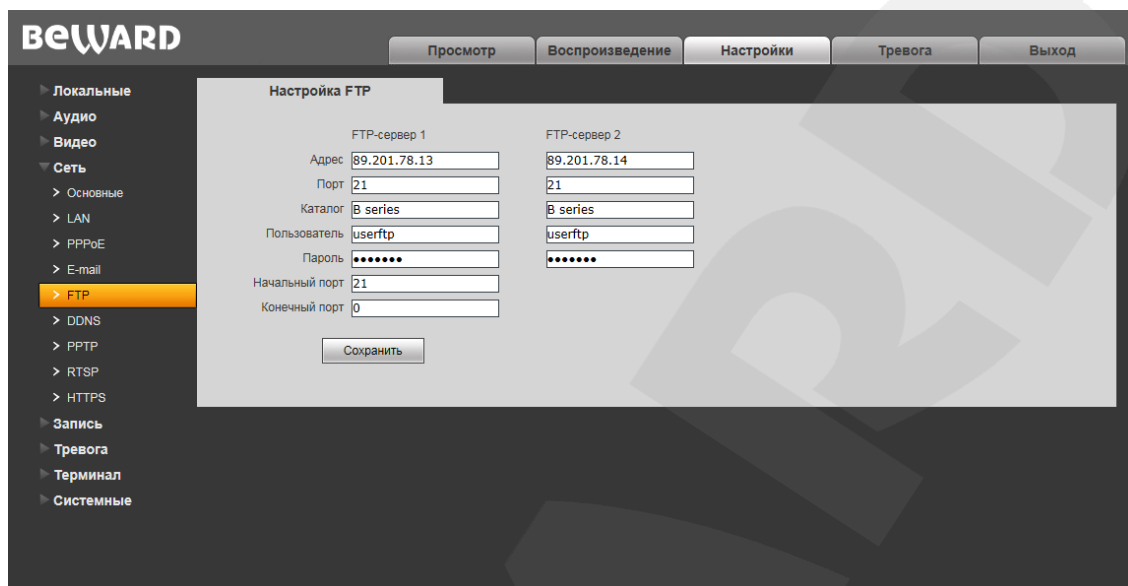 BEWARD
Просмотр Воспроизведение Настройки Тревога Выход
Локальные
Аудио
Видео
Сеть
> Основные
> LAN
> PPPoE
> E-mail
> FTP
> DDNS
> PPTP
> RTSP
> HTTPS
Запись
Тревога
Терминал
Системные
Настройка FTP
FTP-сервер 1 FTP-сервер 2
Адрес 89.201.78.13 89.201.78.14
Порт 21 21
Каталог B series B series
Пользователь userftp userftp
Пароль ●●●●●●● ●●●●●●●
Начальный порт 21
Конечный порт 0
Сохранить